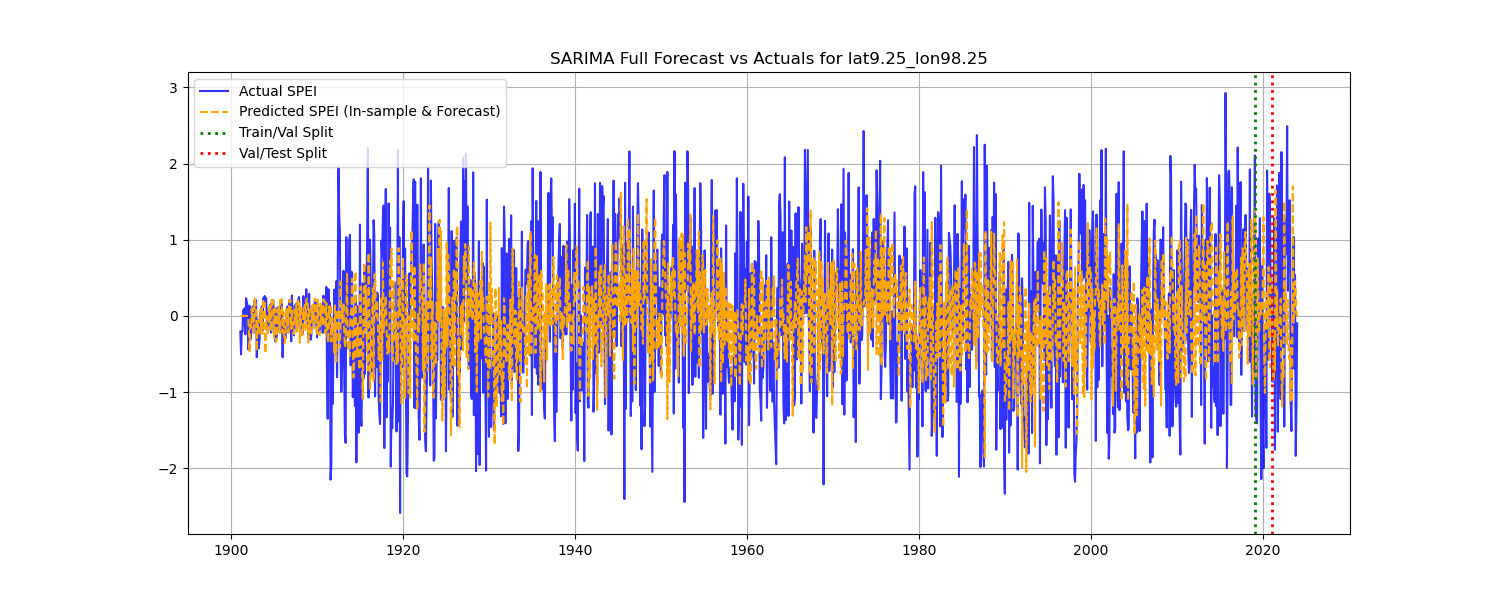 SARIMA Full Forecast vs Actuals for lat9.25_lon98.25
Actual SPEI
Predicted SPEI (In-sample & Forecast)
Train/Val Split
Val/Test Split
3
2
1
0
−1
−2
1900 1920 1940 1960 1980 2000 2020